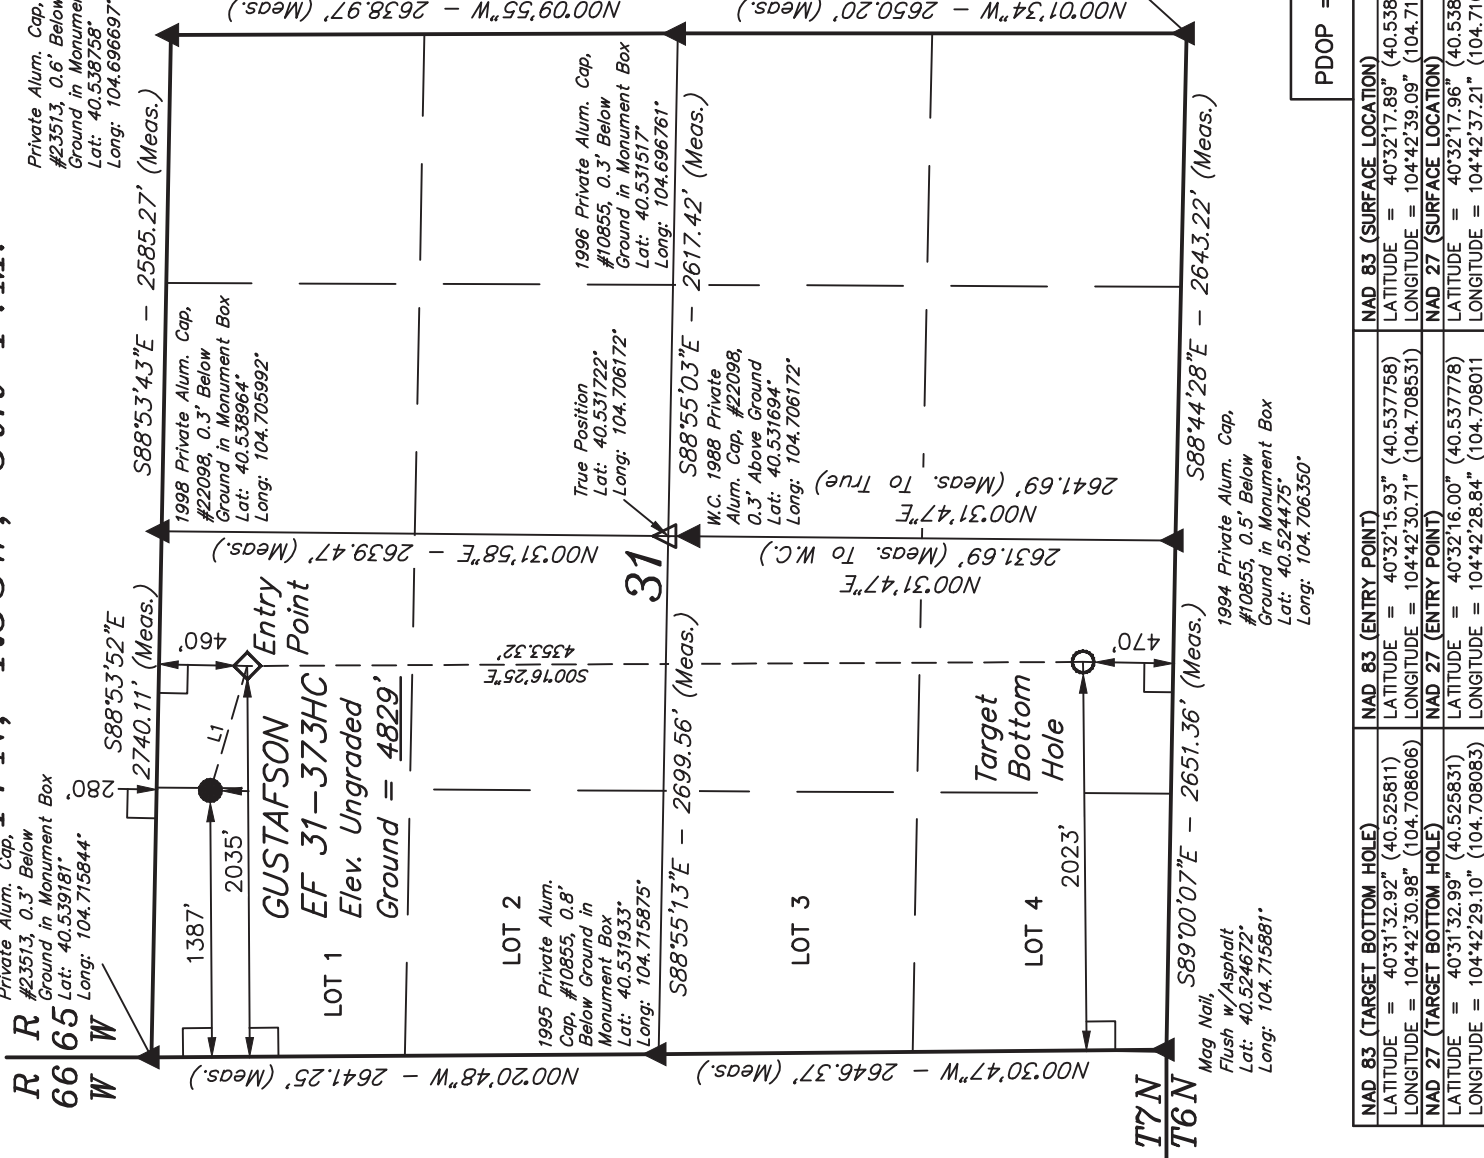 R R
66 65
W W
Private Alum. Cap,
#23513, 0.3' Below
Ground in Monument Box
Lat: 40.539181°
Long: 104.715844°
280'
S88°53'52"E
2740.11' (Meas.)
S88°53'43"E - 2585.27' (Meas.)
Private Alum. Cap,
#23513, 0.6' Below
Ground in Monument
Lat: 40.538758°
Long: 104.696697°
1998 Private Alum. Cap,
#22098, 0.3' Below
Ground in Monument Box
Lat: 40.538964°
Long: 104.705992°
1387'
2035'
L1
460'
Entry
Point
GUSTAFSON
EF 31-373HC
Elev. Ungraded
Ground = 4829'
LOT 1
N00°20'48"W - 2641.25' (Meas.)
N00°31'58"E - 2639.47' (Meas.)
N00°09'55"W - 2638.97' (Meas.)
LOT 2
S00°16'25"E
4353.32'
1995 Private Alum.
Cap, #10855, 0.8'
Below Ground in
Monument Box
Lat: 40.531933°
Long: 104.715875°
31
True Position
Lat: 40.531722°
Long: 104.706172°
1996 Private Alum. Cap,
#10855, 0.3' Below
Ground in Monument Box
Lat: 40.531517°
Long: 104.696761°
S88°55'13"E - 2699.56' (Meas.)
S88°55'03"E - 2617.42' (Meas.)
W.C. 1988 Private
Alum. Cap, #22098,
0.3' Above Ground
Lat: 40.531694°
Long: 104.706172°
LOT 3
N00°30'47"W - 2646.37' (Meas.)
N00°31'47"E
2631.69' (Meas. To W.C.)
N00°31'47"E
2641.69' (Meas. To True)
N00°01'34"W - 2650.20' (Meas.)
Target
Bottom
Hole
LOT 4
2023'
470'
T7N
T6N
S89°00'07"E - 2651.36' (Meas.)
S88°44'28"E - 2643.22' (Meas.)
Mag Nail,
Flush w/Asphalt
Lat: 40.524672°
Long: 104.715881°
1994 Private Alum. Cap,
#10855, 0.5' Below
Ground in Monument Box
Lat: 40.524475°
Long: 104.706350°
PDOP =
NAD 83 (TARGET BOTTOM HOLE)
LATITUDE = 40°31'32.92" (40.525811)
LONGITUDE = 104°42'30.98" (104.708606)
NAD 27 (TARGET BOTTOM HOLE)
LATITUDE = 40°31'32.99" (40.525831)
LONGITUDE = 104°42'29.10" (104.708083)
NAD 83 (ENTRY POINT)
LATITUDE = 40°32'15.93" (40.537758)
LONGITUDE = 104°42'30.71" (104.708531)
NAD 27 (ENTRY POINT)
LATITUDE = 40°32'16.00" (40.537778)
LONGITUDE = 104°42'28.84" (104.708011
NAD 83 (SURFACE LOCATION)
LATITUDE = 40°32'17.89" (40.538
LONGITUDE = 104°42'39.09" (104.71
NAD 27 (SURFACE LOCATION)
LATITUDE = 40°32'17.96" (40.538
LONGITUDE = 104°42'37.21" (104.710